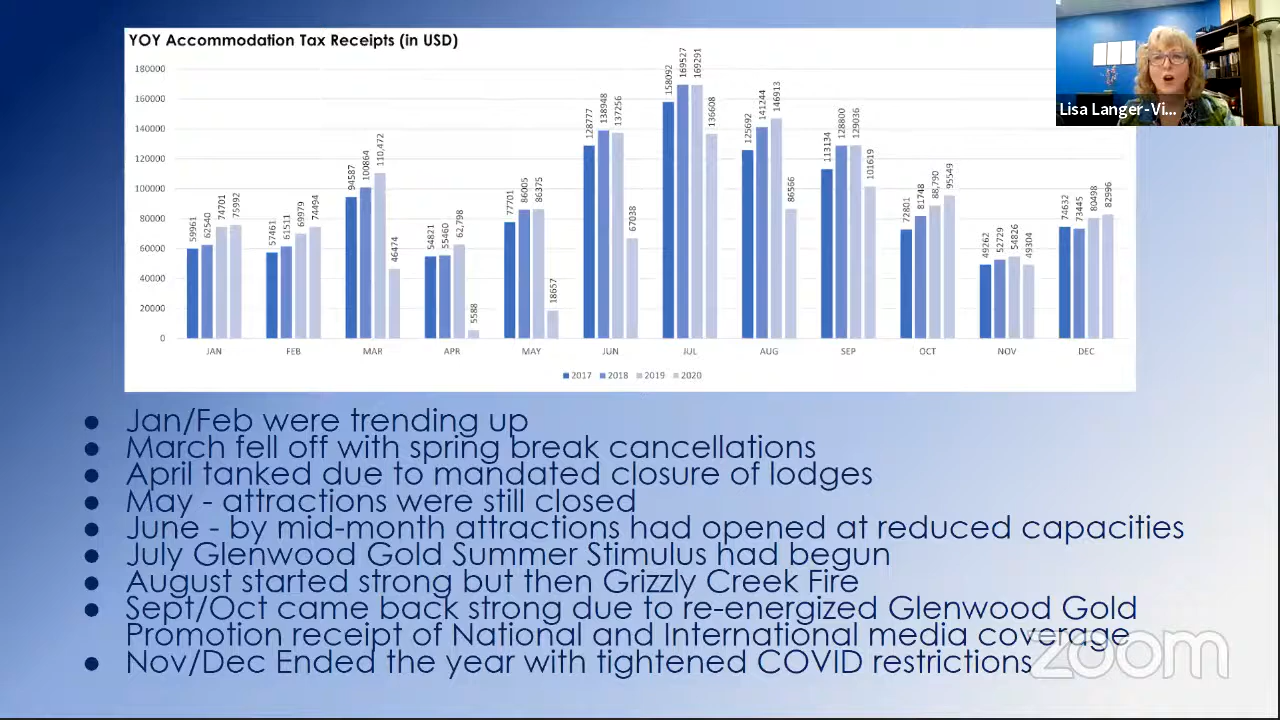 YOY Accommodation Tax Receipts (in USD)
180000
160000
140000
120000
100000
80000
60000
40000
20000
0
59961 62540 74701 75992
57461 61511 69979 74494
94587 100864 110,472 46474
54821 55460 62,798 5588
77701 86005 86375 18657
128777 138948 137256 67038
158092 169527 169291 136608
125692 141244 146913 86566
113134 128800 129036 101619
72801 81748 88,790 95549
49262 52729 54826 49304
74632 73445 80498 82996
JAN FEB MAR APR MAY JUN JUL AUG SEP OCT NOV DEC
2017 2018 2019 2020
Lisa Langer-Vi...
● Jan/Feb were trending up
● March fell off with spring break cancellations
● April tanked due to mandated closure of lodges
● May - attractions were still closed
● June - by mid-month attractions had opened at reduced capacities
● July Glenwood Gold Summer Stimulus had begun
● August started strong but then Grizzly Creek Fire
● Sept/Oct came back strong due to re-energized Glenwood Gold
Promotion receipt of National and International media coverage
● Nov/Dec Ended the year with tightened COVID restrictions
zoom